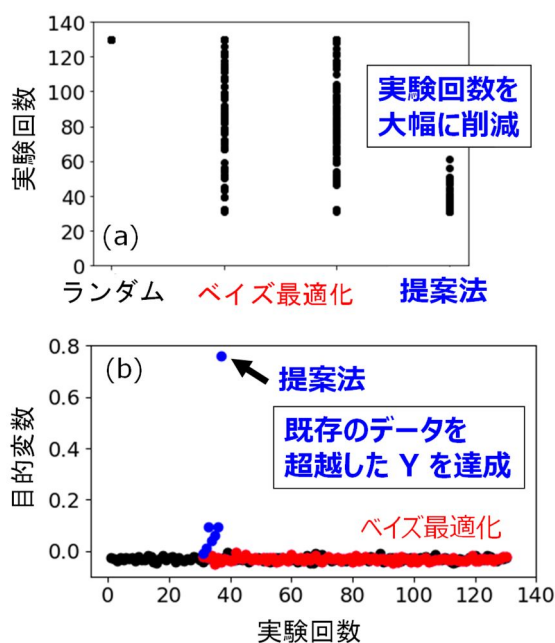 140
120
100
80
60
40
20
0
実験回数
(a)
実験回数を
大幅に削減
ランダム
ベイズ最適化
提案法
0.8
0.6
0.4
0.2
0.0
目的変数
(b)
提案法
既存のデータを
超越した Y を達成
ベイズ最適化
0
20
40
60
80
100
120
140
実験回数